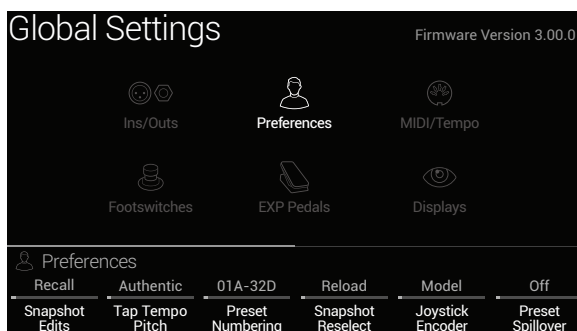 Global Settings
Firmware Version 3.00.0
Ins/Outs
Preferences
MIDI/Tempo
Footswitches
EXP Pedals
Displays
Preferences
Recall
Authentic
01A-32D
Reload
Model
Off
Snapshot
Edits
Tap Tempo
Pitch
Preset
Numbering
Snapshot
Reselect
Joystick
Encoder
Preset
Spillover